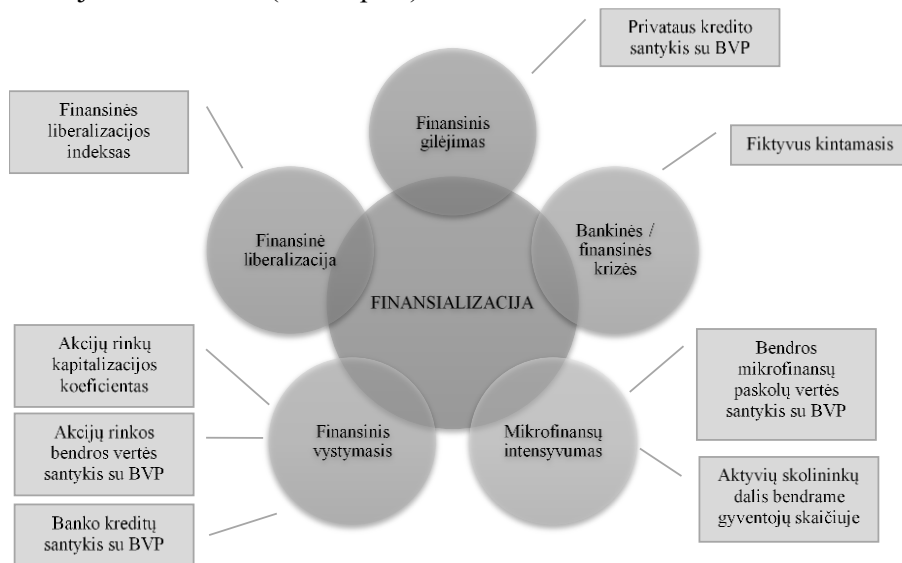 Privataus kredito
santykis su BVP
Finansinės
liberalizacijos
indeksas
Finansinis
gilėjimas
Fiktyvus kintamasis
Finansinė
liberalizacija
Bankinės /
finansinės
krizės
FINANSIALIZACIJA
Akcijų rinkų
kapitalizacijos
koeficientas
Bendros
mikrofinansų
paskolų vertės
santykis su BVP
Akcijų rinkos
bendros vertės
santykis su BVP
Finansinis
vystymasis
Mikrofinansų
intensyvumas
Aktyvių skolininkų
dalis bendrame
gyventojų skaičiuje
Banko kreditų
santykis su BVP